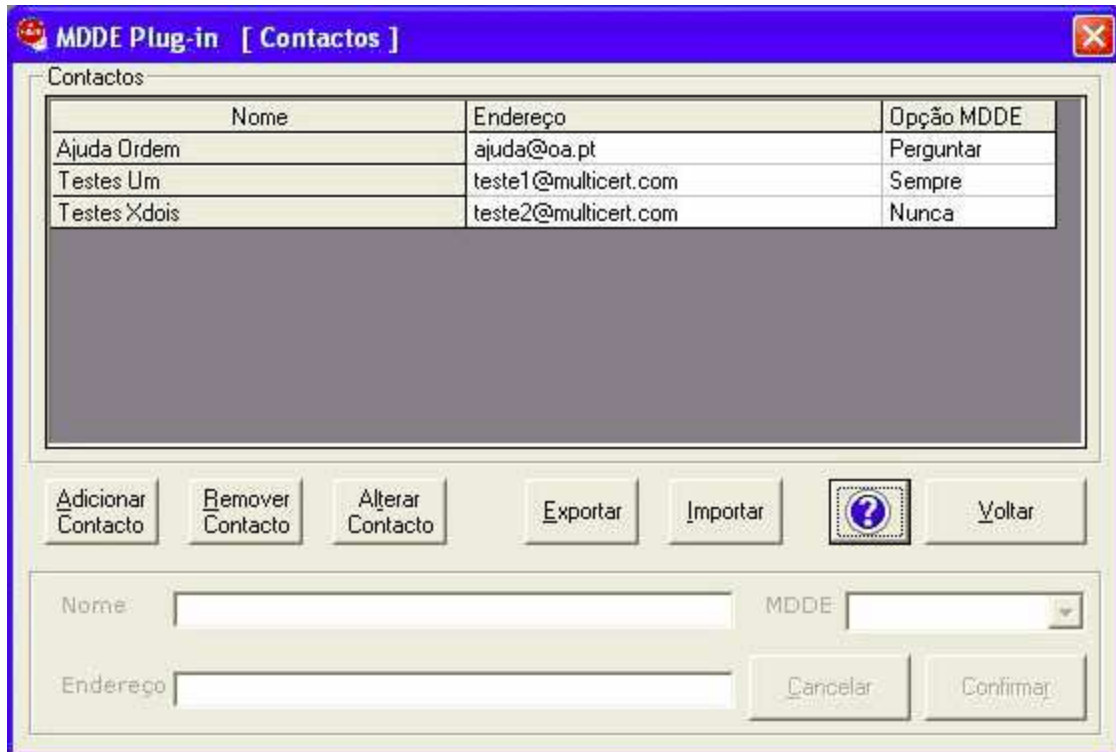 MDDE Plug-in [ Contactos ]
Contactos
Nome Endereço Opção MDDE
Ajuda Ordem ajuda@oa.pt Perguntar
Testes Um teste1@multicert.com Sempre
Testes Xdois teste2@multicert.com Nunca
Adicionar Contacto Remover Contacto Alterar Contacto Exportar Importar ? Voltar
Nome MDDE
Endereço Cancelar Confirmar